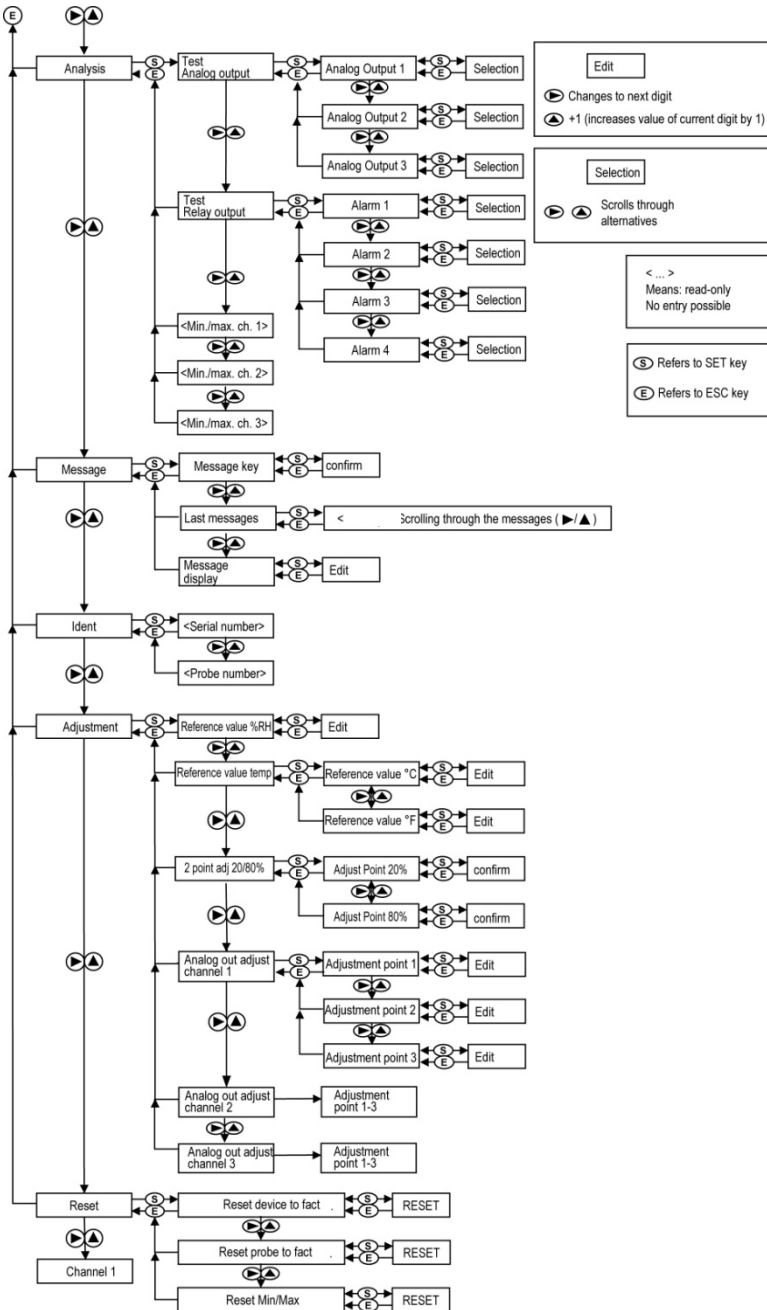 E
Analysis
S
E
Test
Analog output
S
E
Analog Output 1
S
E
Selection
Analog Output 2
S
E
Selection
Analog Output 3
S
E
Selection
Test
Relay output
S
E
Alarm 1
S
E
Selection
Alarm 2
S
E
Selection
Alarm 3
S
E
Selection
Alarm 4
S
E
Selection
<Min./max. ch. 1>
<Min./max. ch. 2>
<Min./max. ch. 3>
Message
S
E
Message key
S
E
confirm
Last messages
S
E
< Scrolling through the messages ( ▶/▲ )
Message
display
S
E
Edit
Ident
S
E
<Serial number>
<Probe number>
Adjustment
S
E
Reference value %RH
S
E
Edit
Reference value temp
S
E
Reference value °C
S
E
Edit
Reference value °F
S
E
Edit
2 point adj 20/80%
S
E
Adjust Point 20%
S
E
confirm
Adjust Point 80%
S
E
confirm
Analog out adjust
channel 1
S
E
Adjustment point 1
S
E
Edit
Adjustment point 2
S
E
Edit
Adjustment point 3
S
E
Edit
Analog out adjust
channel 2
Adjustment
point 1-3
Analog out adjust
channel 3
Adjustment
point 1-3
Reset
S
E
Reset device to fact .
S
E
RESET
Reset probe to fact .
S
E
RESET
Reset Min/Max
S
E
RESET
Channel 1
Edit
Changes to next digit
+1 (increases value of current digit by 1)
Selection
Scrolls through
alternatives
< ... >
Means: read-only
No entry possible
S Refers to SET key
E Refers to ESC key